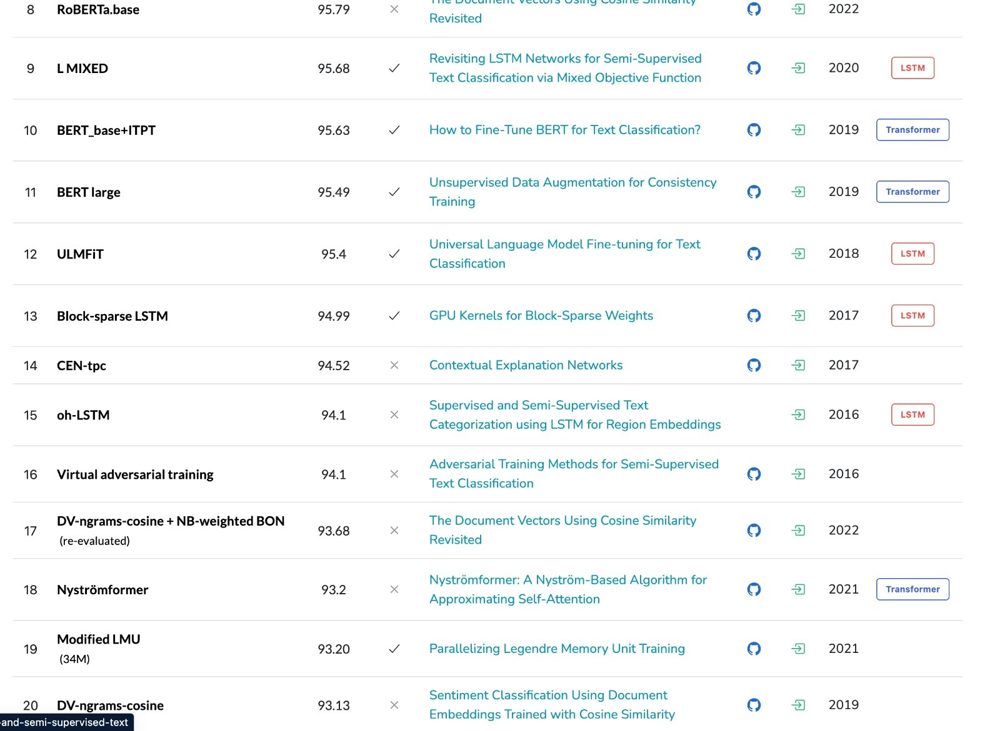 8 RoBERTa.base 95.79 The Document Vectors Using Cosine Similarity 2022
Revisited
9 L MIXED 95.68 Revisiting LSTM Networks for Semi-Supervised 2020 LSTM
Text Classification via Mixed Objective Function
10 BERT_base+ITPT 95.63 How to Fine-Tune BERT for Text Classification? 2019 Transformer
11 BERT large 95.49 Unsupervised Data Augmentation for Consistency 2019 Transformer
Training
12 ULMFiT 95.4 Universal Language Model Fine-tuning for Text 2018 LSTM
Classification
13 Block-sparse LSTM 94.99 GPU Kernels for Block-Sparse Weights 2017 LSTM
14 CEN-tpc 94.52 Contextual Explanation Networks 2017
15 oh-LSTM 94.1 Supervised and Semi-Supervised Text 2016 LSTM
Categorization using LSTM for Region Embeddings
16 Virtual adversarial training 94.1 Adversarial Training Methods for Semi-Supervised 2016
Text Classification
17 DV-ngrams-cosine + NB-weighted BON 93.68 The Document Vectors Using Cosine Similarity 2022
(re-evaluated) Revisited
18 Nyströmformer 93.2 Nyströmformer: A Nyström-Based Algorithm for 2021 Transformer
Approximating Self-Attention
19 Modified LMU 93.20 Parallelizing Legendre Memory Unit Training 2021
(34M)
20 DV-ngrams-cosine 93.13 Sentiment Classification Using Document 2019
Embeddings Trained with Cosine Similarity
-and-semi-supervised-text